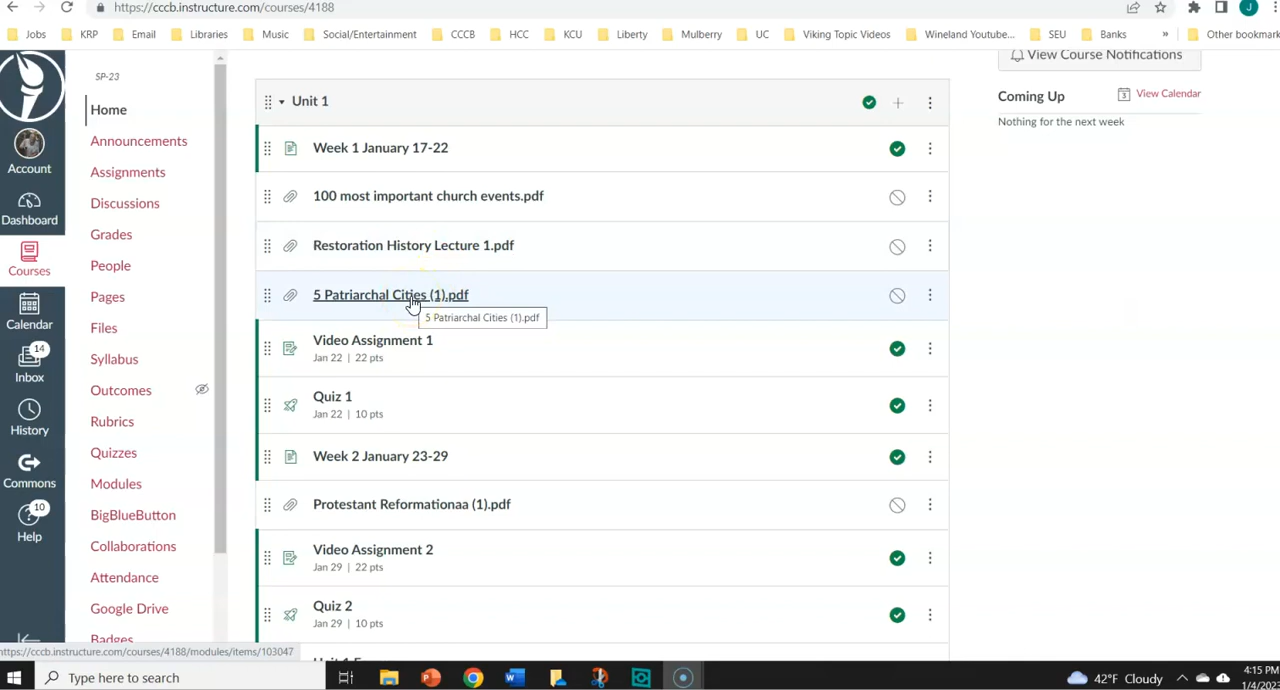 https://cccb.instructure.com/courses/4188
J
Jobs KRP Email Libraries Music Social/Entertainment CCCB HCC KCU Liberty Mulberry UC Viking Topic Videos Wineland Youtube... SEU Banks » Other bookmark
Account
Dashboard
Courses
Calendar
14
Inbox
History
Commons
10
Help
SP-23
Home
Announcements
Assignments
Discussions
Grades
People
Pages
Files
Syllabus
Outcomes
Rubrics
Quizzes
Modules
BigBlueButton
Collaborations
Attendance
Google Drive
Badges
Unit 1
Week 1 January 17-22
100 most important church events.pdf
Restoration History Lecture 1.pdf
5 Patriarchal Cities (1).pdf
5 Patriarchal Cities (1).pdf
Video Assignment 1
Jan 22 | 22 pts
Quiz 1
Jan 22 | 10 pts
Week 2 January 23-29
Protestant Reformationaa (1).pdf
Video Assignment 2
Jan 29 | 22 pts
Quiz 2
Jan 29 | 10 pts
View Course Notifications
Coming Up
3 View Calendar
Nothing for the next week
https://cccb.instructure.com/courses/4188/modules/items/103047
Type here to search
42°F Cloudy
4:15 PM
1/4/202